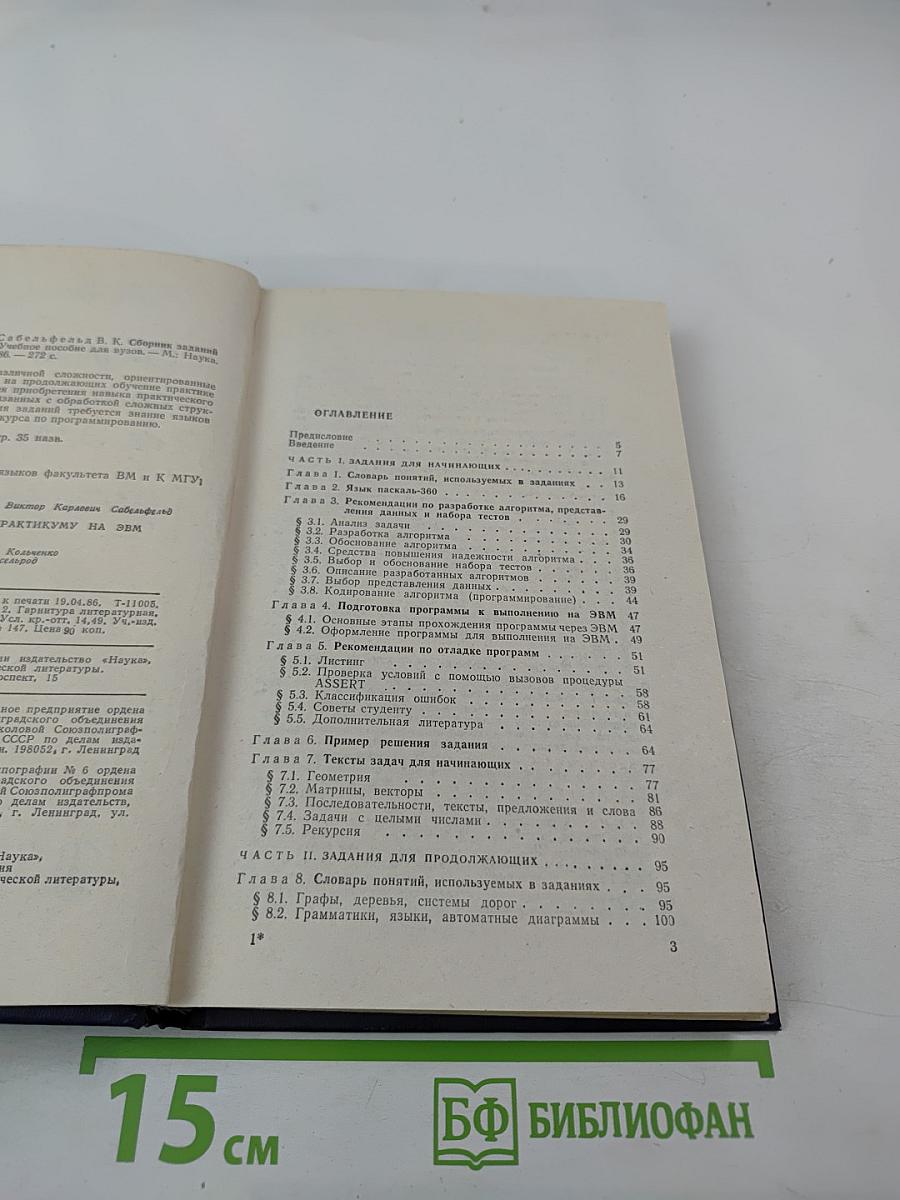 Сабельфельд В. К. Сборник заданий
Учебное пособие для вузов. — М.: Наука,
86. — 272 с.
азличной сложности, ориентированные
на продолжающих обучение практике
ея приобретения навыка практического
язанных с обработкой сложных струк-
ия заданий требуется знание языков
курса по программированию.
р. 35 назв.
языков факультета ВМ и К МГУ
Виктор Карлович Сабельфельд
РАКТИКУМУ НА ЭВМ
Кольченко
сельрод
к печати 19.04.86. Т-11005.
2. Гарнитура литературная.
Усл. кр.-отт. 14,49. Уч.-изд.
147. Цена 90 коп.
ни издательство «Наука»,
ческой литературы.
роспект, 15
ное предприятие ордена
градского объединения
коловой Союзполиграф-
СССР по делам изда-
н. 198052, г. Ленинград
пографии № 6 ордена
адского объединения
й Союзполиграфпрома
о делам издательств,
, г. Ленинград, ул.
Наука»,
ия
ческой литературы,
ОГЛАВЛЕНИЕ
Предисловие . . . . . . . . . . . . . . . . 5
Введение . . . . . . . . . . . . . . . . 7
ЧАСТЬ I. ЗАДАНИЯ ДЛЯ НАЧИНАЮЩИХ . . . . . . . . 11
Глава 1. Словарь понятий, используемых в заданиях . . 13
Глава 2. Язык паскаль-360 . . . . . . . . . . . . 16
Глава 3. Рекомендации по разработке алгоритма, представ-
ления данных и набора тестов . . . . . . . 29
§ 3.1. Анализ задачи . . . . . . . . . . . . 29
§ 3.2. Разработка алгоритма . . . . . . . . . . 30
§ 3.3. Обоснование алгоритма . . . . . . . . . 34
§ 3.4. Средства повышения надежности алгоритма . . . 36
§ 3.5. Выбор и обоснование набора тестов . . . . . 36
§ 3.6. Описание разработанных алгоритмов . . . . . 39
§ 3.7. Выбор представления данных . . . . . . . 39
§ 3.8. Кодирование алгоритма (программирование) . . . 44
Глава 4. Подготовка программы к выполнению на ЭВМ 47
§ 4.1. Основные этапы прохождения программы через ЭВМ 47
§ 4.2. Оформление программы для выполнения на ЭВМ . 49
Глава 5. Рекомендации по отладке программ . . . . . . 51
§ 5.1. Листинг . . . . . . . . . . . . . . 51
§ 5.2. Проверка условий с помощью вызовов процедуры
ASSERT . . . . . . . . . . . . . . 58
§ 5.3. Классификация ошибок . . . . . . . . . 58
§ 5.4. Советы студенту . . . . . . . . . . . . 61
§ 5.5. Дополнительная литература . . . . . . . . 64
Глава 6. Пример решения задания . . . . . . . . . 64
Глава 7. Тексты задач для начинающих . . . . . . . . 77
§ 7.1. Геометрия . . . . . . . . . . . . . 77
§ 7.2. Матрицы, векторы . . . . . . . . . . . 81
§ 7.3. Последовательности, тексты, предложения и слова 86
§ 7.4. Задачи с целыми числами . . . . . . . . . 88
§ 7.5. Рекурсия . . . . . . . . . . . . . . 90
ЧАСТЬ II. ЗАДАНИЯ ДЛЯ ПРОДОЛЖАЮЩИХ . . . . . . . . 95
Глава 8. Словарь понятий, используемых в заданиях . . . 95
§ 8.1. Графы, деревья, системы дорог . . . . . . . . 95
§ 8.2. Грамматики, языки, автоматные диаграммы . . . 100
1*
3
15 см
БФ БИБЛИОФАН